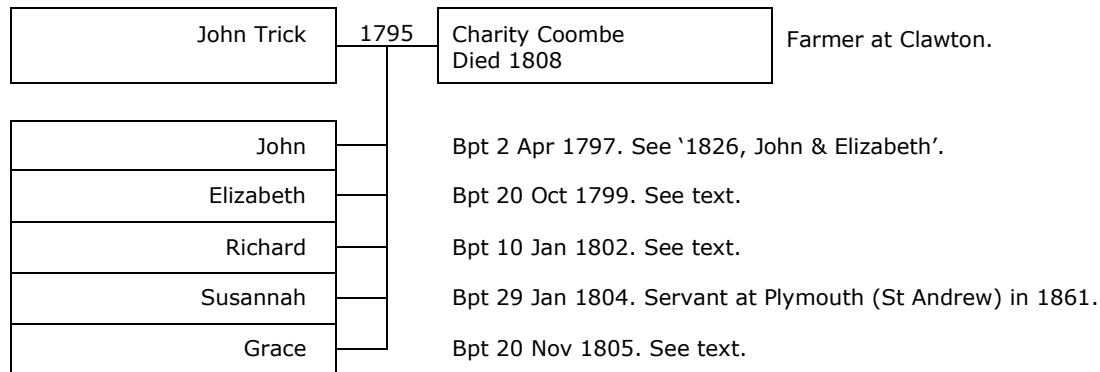 John Trick 1795 Charity Coombe Farmer at Clawton.
Died 1808
John Bpt 2 Apr 1797. See ‘1826, John & Elizabeth’.
Elizabeth Bpt 20 Oct 1799. See text.
Richard Bpt 10 Jan 1802. See text.
Susannah Bpt 29 Jan 1804. Servant at Plymouth (St Andrew) in 1861.
Grace Bpt 20 Nov 1805. See text.